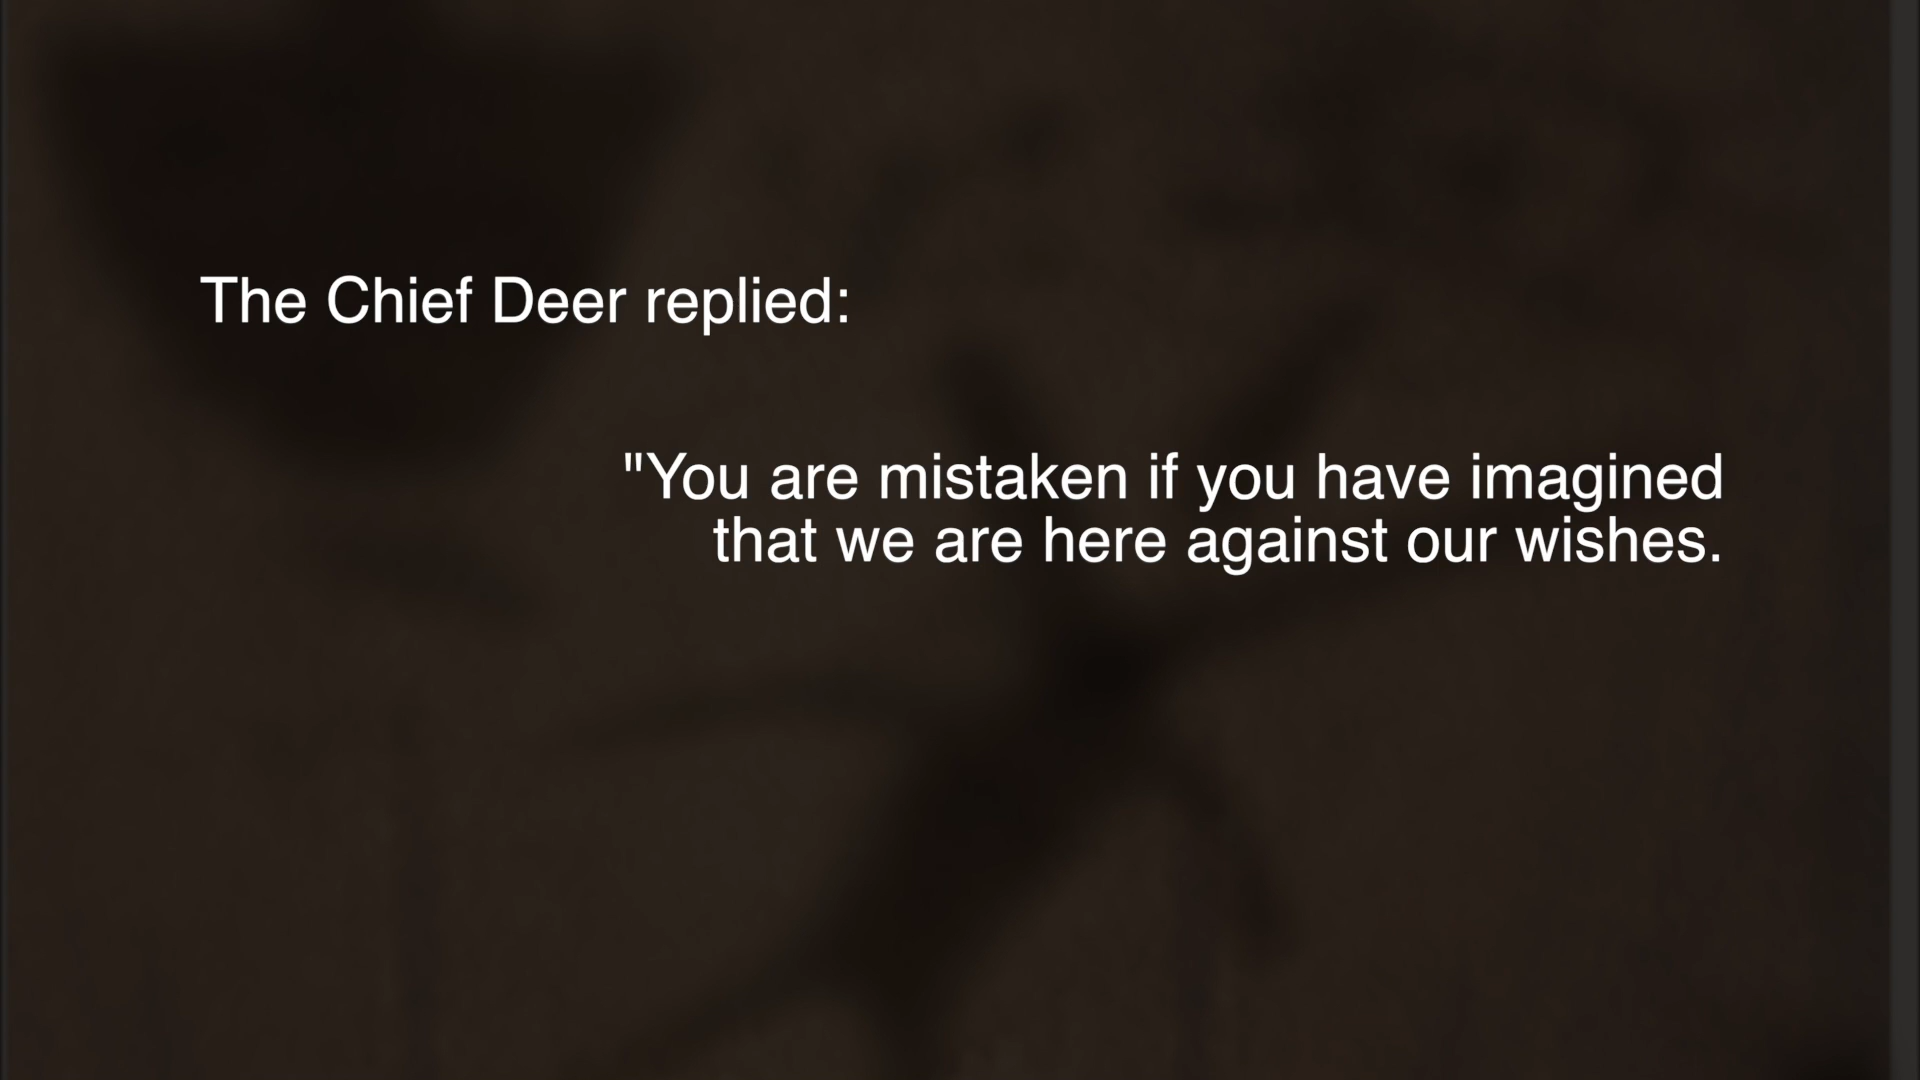 The Chief Deer replied:
"You are mistaken if you have imagined
that we are here against our wishes.